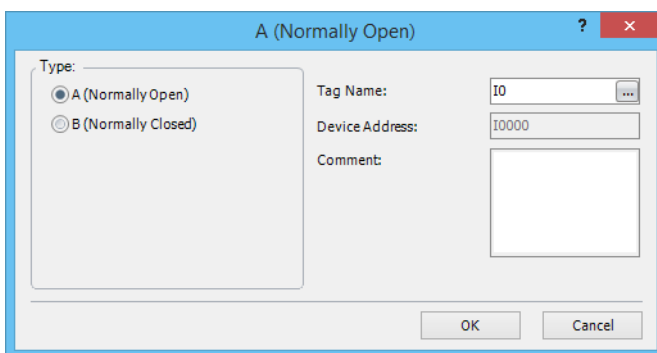 A (Normally Open)
?
×
Type:
A (Normally Open)
B (Normally Closed)
Tag Name:
I0
...
Device Address:
I0000
Comment:
OK
Cancel